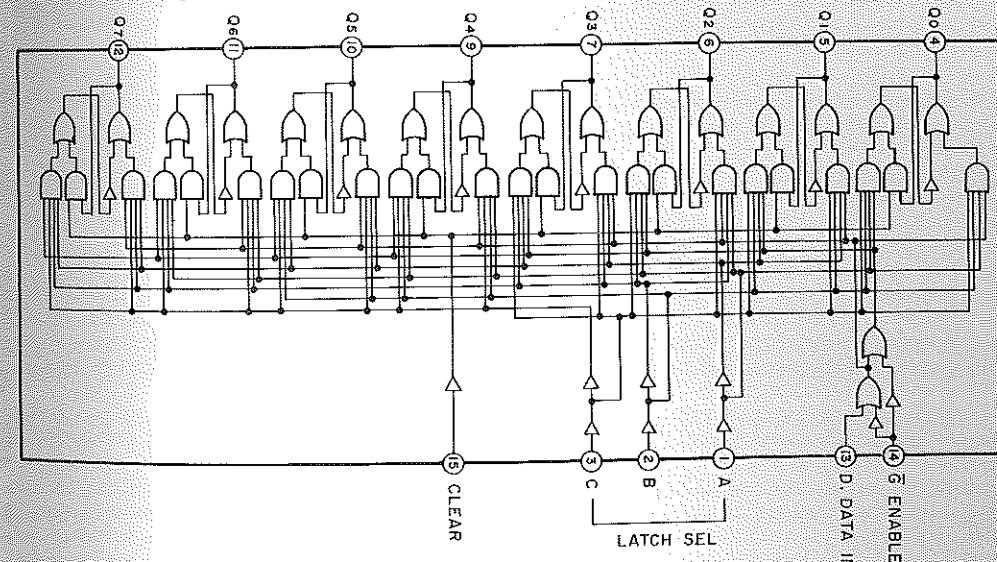 Q7 Q6 Q5 Q4 Q3 Q2 Q1 Q0
12 11 10 9 7 6 5 4
15 3 2 1 13 14
CLEAR C B A D, DATA G̅ ENABLE
LATCH SEL